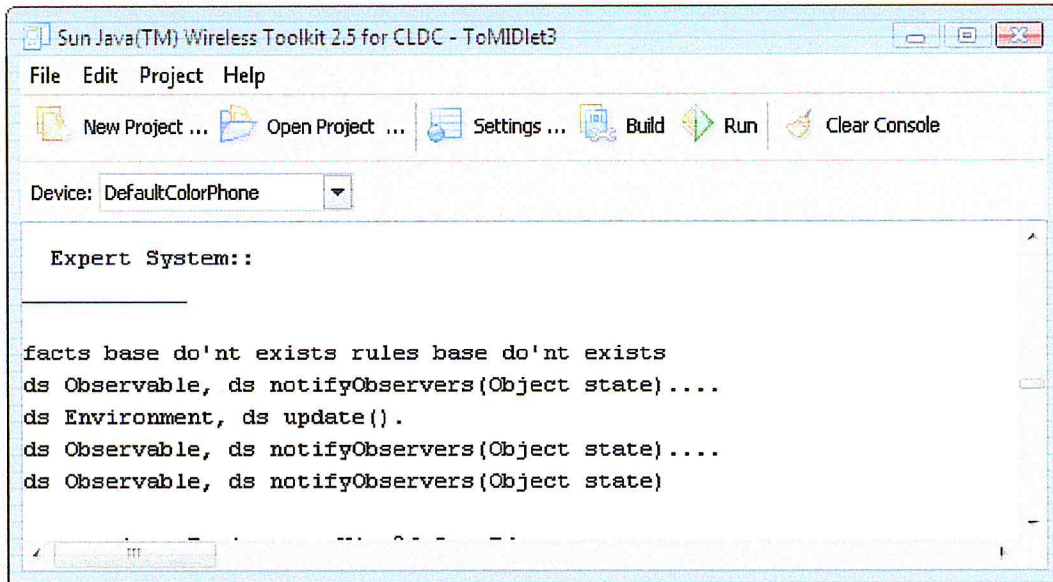 Sun Java(TM) Wireless Toolkit 2.5 for CLDC - ToMIDlet3
File Edit Project Help
New Project ... Open Project ... Settings ... Build Run Clear Console
Device: DefaultColorPhone
Expert System::
facts base do'nt exists rules base do'nt exists
ds Observable, ds notifyObservers(Object state)....
ds Environment, ds update().
ds Observable, ds notifyObservers(Object state)....
ds Observable, ds notifyObservers(Object state)